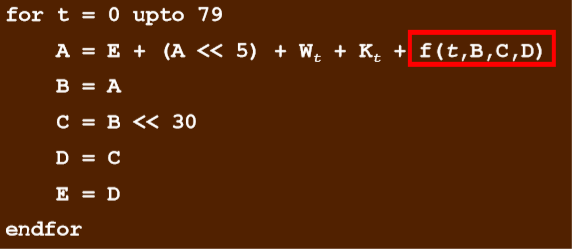 for t = 0 upto 79
A = E + (A << 5) + Wt + Kt + f(t,B,C,D)
B = A
C = B << 30
D = C
E = D
endfor